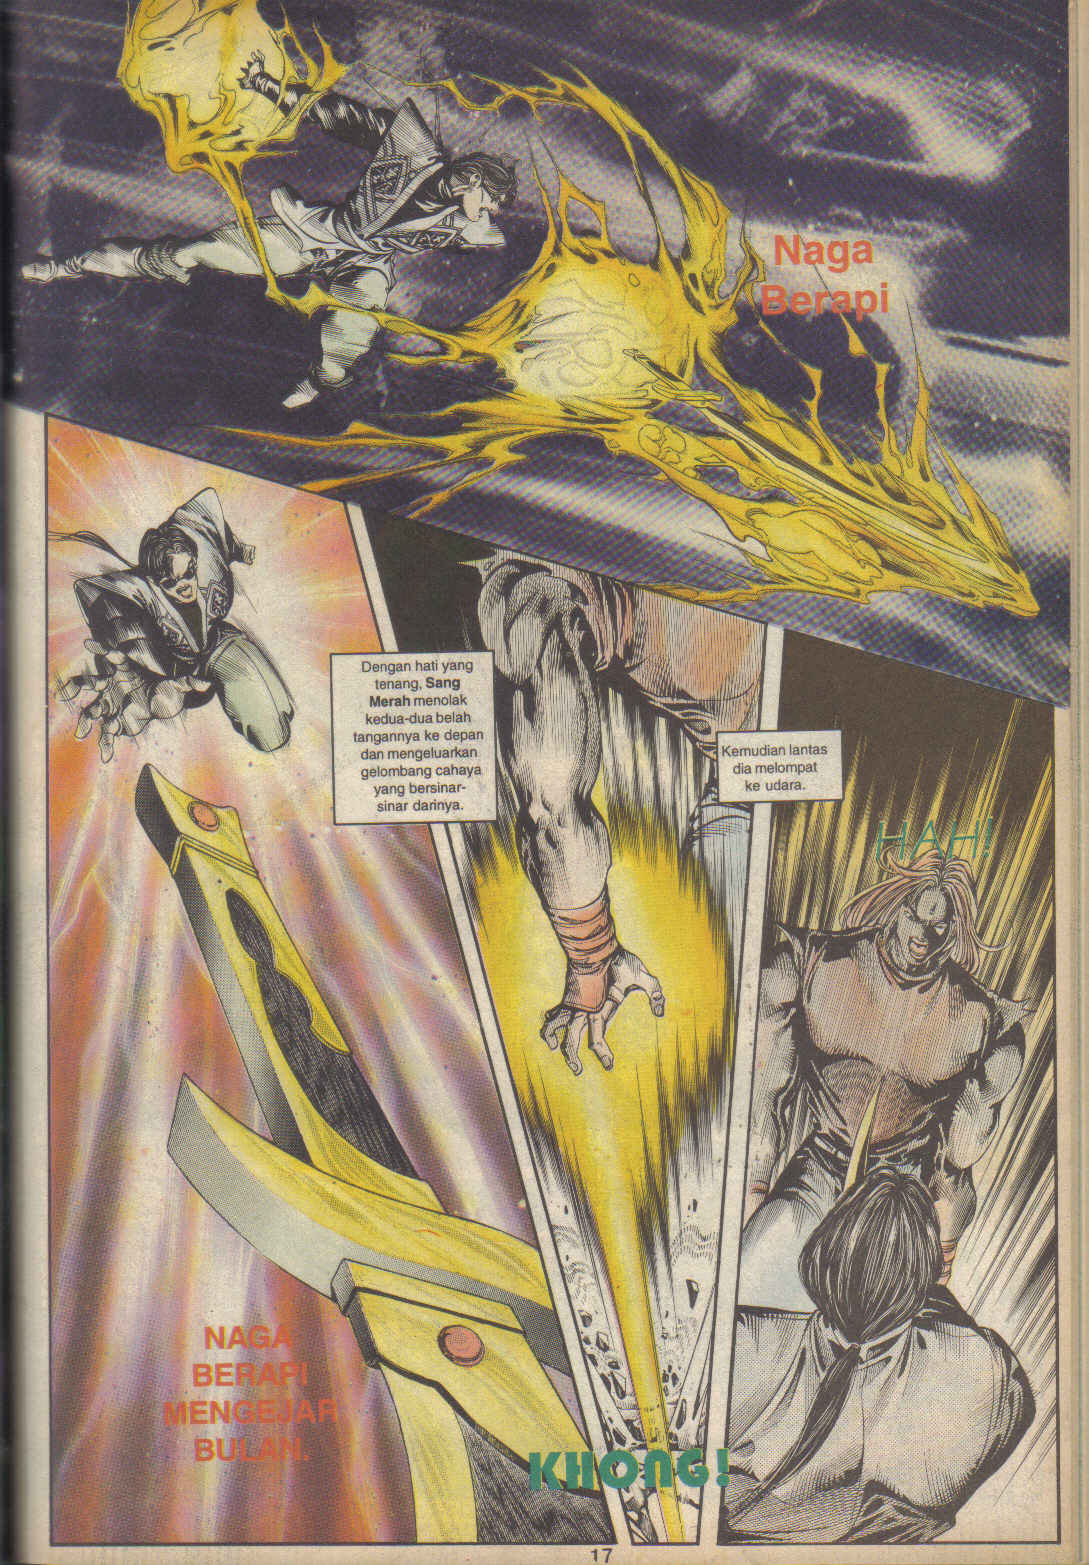 Naga
Berapi
Dengan hati yang
tenang, Sang
Merah menolak
kedua-dua belah
tangannya ke depan
dan mengeluarkan
gelombang cahaya
yang bersinar-
sinar darinya.
Kemudian lantas
dia melompat
ke udara.
HAH!
NAGA
BERAPI
MENGEJAR
BULAN.
KHONG!
17